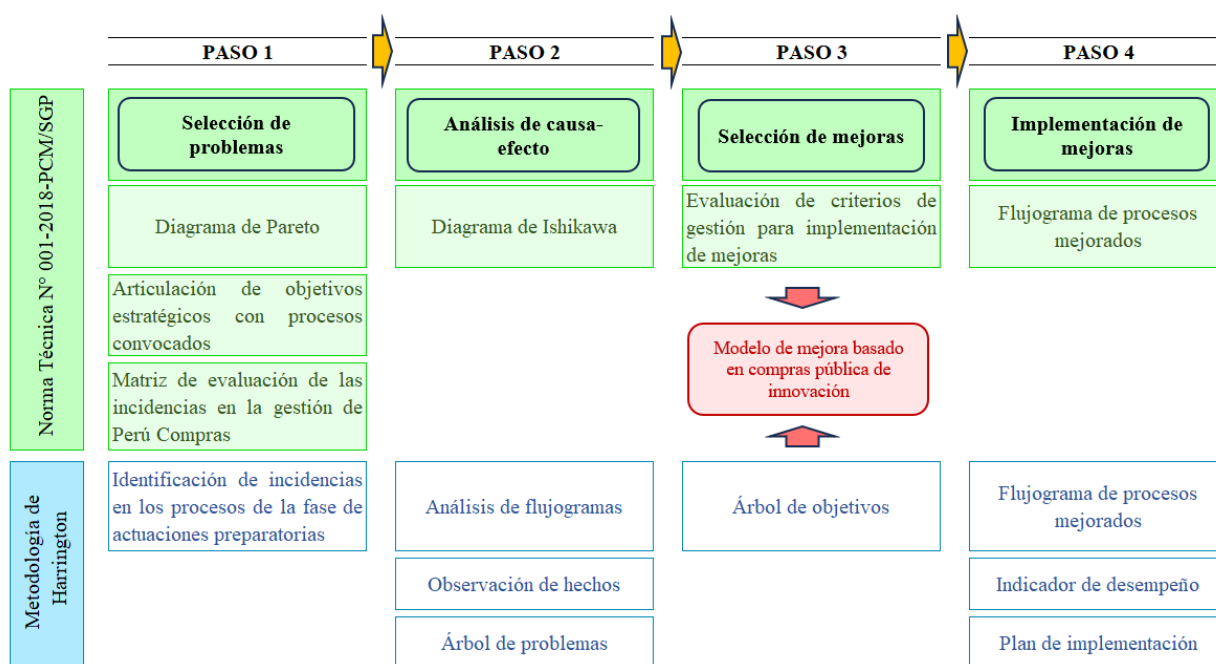 PASO 1
PASO 2
PASO 3
PASO 4
Norma Técnica N° 001-2018-PCM/SGP
Selección de
problemas
Análisis de causa-
efecto
Selección de mejoras
Implementación de
mejoras
Diagrama de Pareto
Diagrama de Ishikawa
Evaluación de criterios de
gestión para implementación
de mejoras
Flujograma de procesos
mejorados
Articulación de objetivos
estratégicos con procesos
convocados
Matriz de evaluación de las
incidencias en la gestión de
Perú Compras
Modelo de mejora basado
en compras pública de
innovación
Metodología de
Harrington
Identificación de incidencias
en los procesos de la fase de
actuaciones preparatorias
Análisis de flujogramas
Árbol de objetivos
Flujograma de procesos
mejorados
Observación de hechos
Indicador de desempeño
Árbol de problemas
Plan de implementación